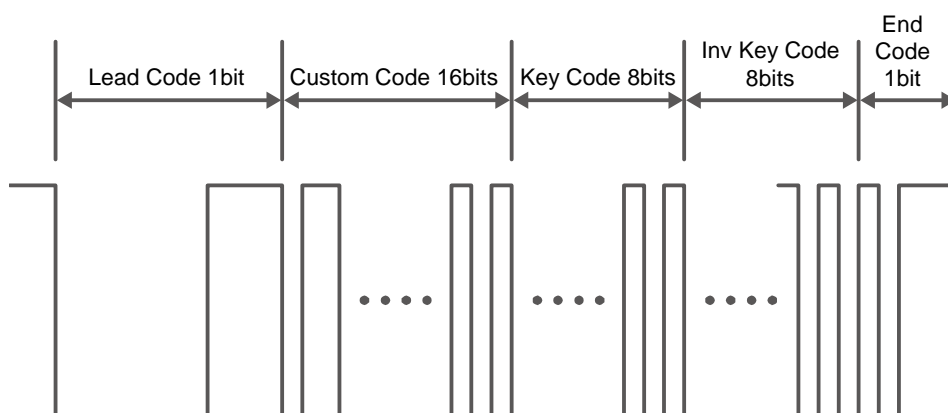 Lead Code 1bit
Custom Code 16bits
Key Code 8bits
Inv Key Code
8bits
End
Code
1bit